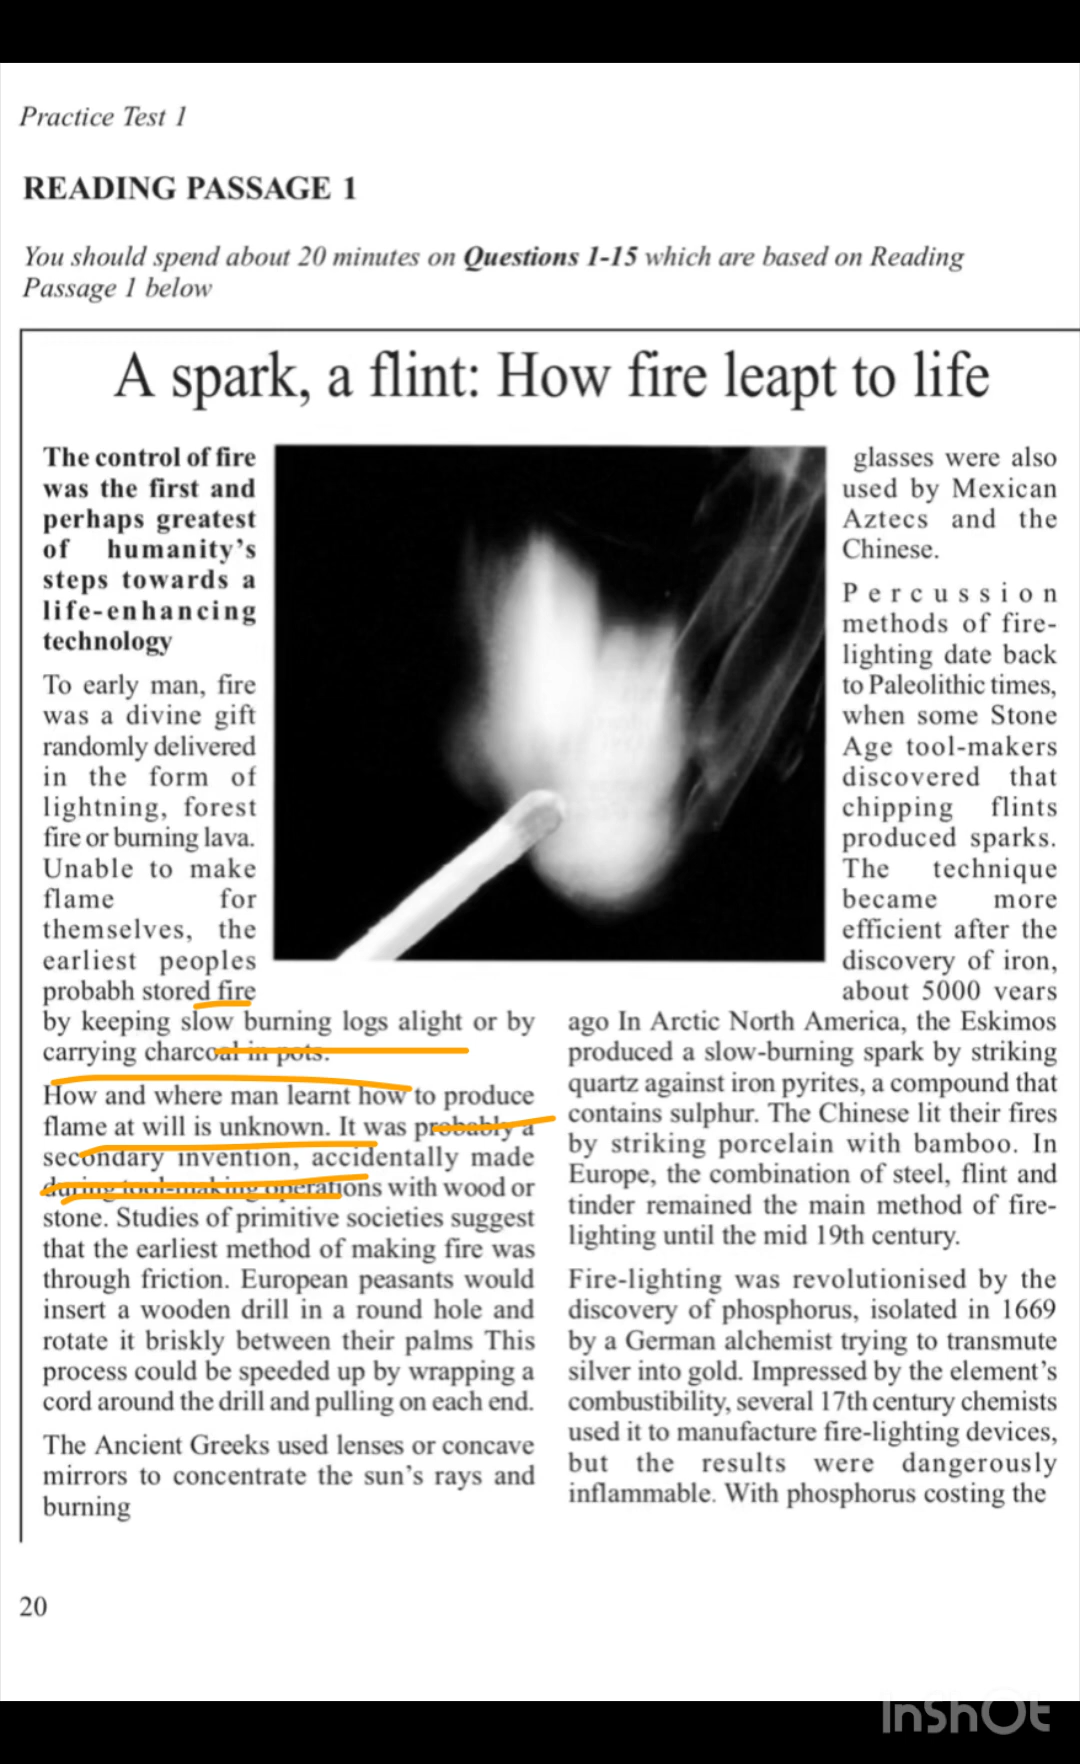 Practice Test 1
READING PASSAGE 1
You should spend about 20 minutes on Questions 1-15 which are based on Reading
Passage 1 below
A spark, a flint: How fire leapt to life
The control of fire
was the first and
perhaps greatest
of humanity's
steps towards a
life-enhancing
technology
To early man, fire
was a divine gift
randomly delivered
in the form of
lightning, forest
fire or burning lava.
Unable to make
flame for
themselves, the
earliest peoples
probabh stored fire
by keeping slow burning logs alight or by
carrying charcoal in pots.
How and where man learnt how to produce
flame at will is unknown. It was probably a
secondary invention, accidentally made
during tool-making operations with wood or
stone. Studies of primitive societies suggest
that the earliest method of making fire was
through friction. European peasants would
insert a wooden drill in a round hole and
rotate it briskly between their palms This
process could be speeded up by wrapping a
cord around the drill and pulling on each end.
The Ancient Greeks used lenses or concave
mirrors to concentrate the sun's rays and
burning
glasses were also
used by Mexican
Aztecs and the
Chinese.
Percussion
methods of fire-
lighting date back
to Paleolithic times,
when some Stone
Age tool-makers
discovered that
chipping flints
produced sparks.
The technique
became more
efficient after the
discovery of iron,
about 5000 years
ago In Arctic North America, the Eskimos
produced a slow-burning spark by striking
quartz against iron pyrites, a compound that
contains sulphur. The Chinese lit their fires
by striking porcelain with bamboo. In
Europe, the combination of steel, flint and
tinder remained the main method of fire-
lighting until the mid 19th century.
Fire-lighting was revolutionised by the
discovery of phosphorus, isolated in 1669
by a German alchemist trying to transmute
silver into gold. Impressed by the element's
combustibility, several 17th century chemists
used it to manufacture fire-lighting devices,
but the results were dangerously
inflammable. With phosphorus costing the
20
InShOt